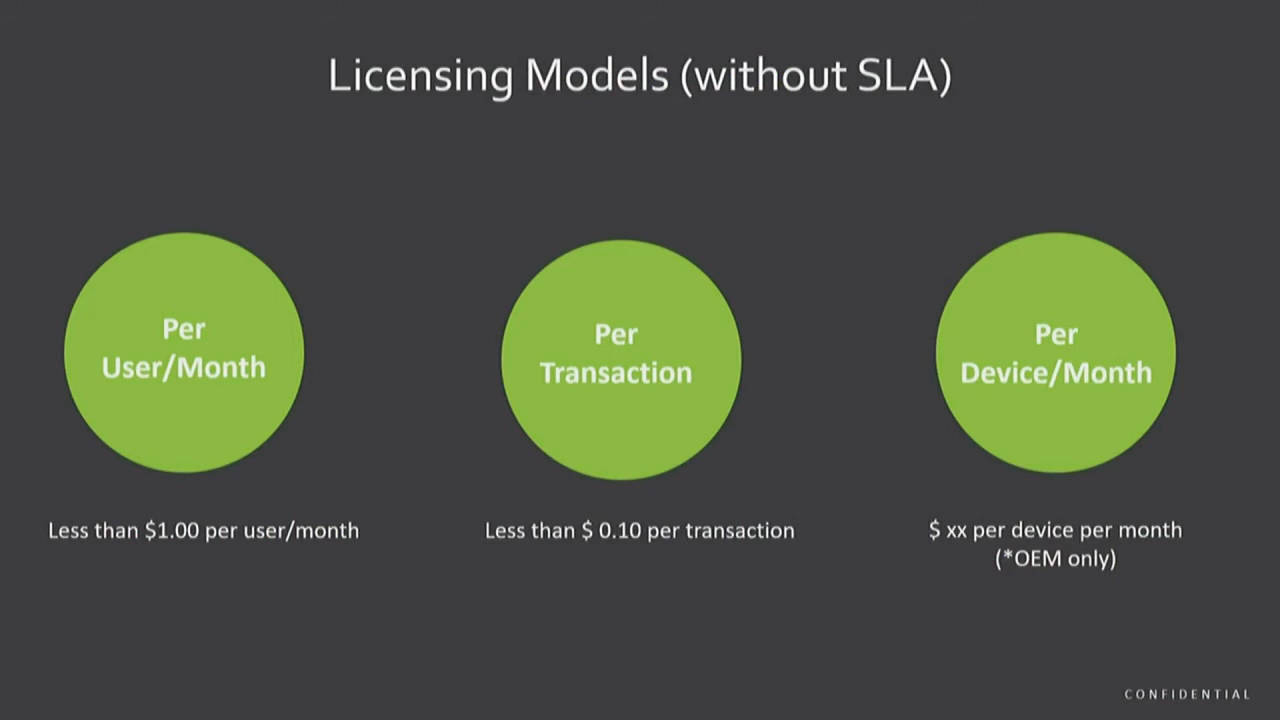 Licensing Models (without SLA)
Per
User/Month
Per
Transaction
Per
Device/Month
Less than $1.00 per user/month
Less than $ 0.10 per transaction
$ xx per device per month
(*OEM only)
CONFIDENTIAL